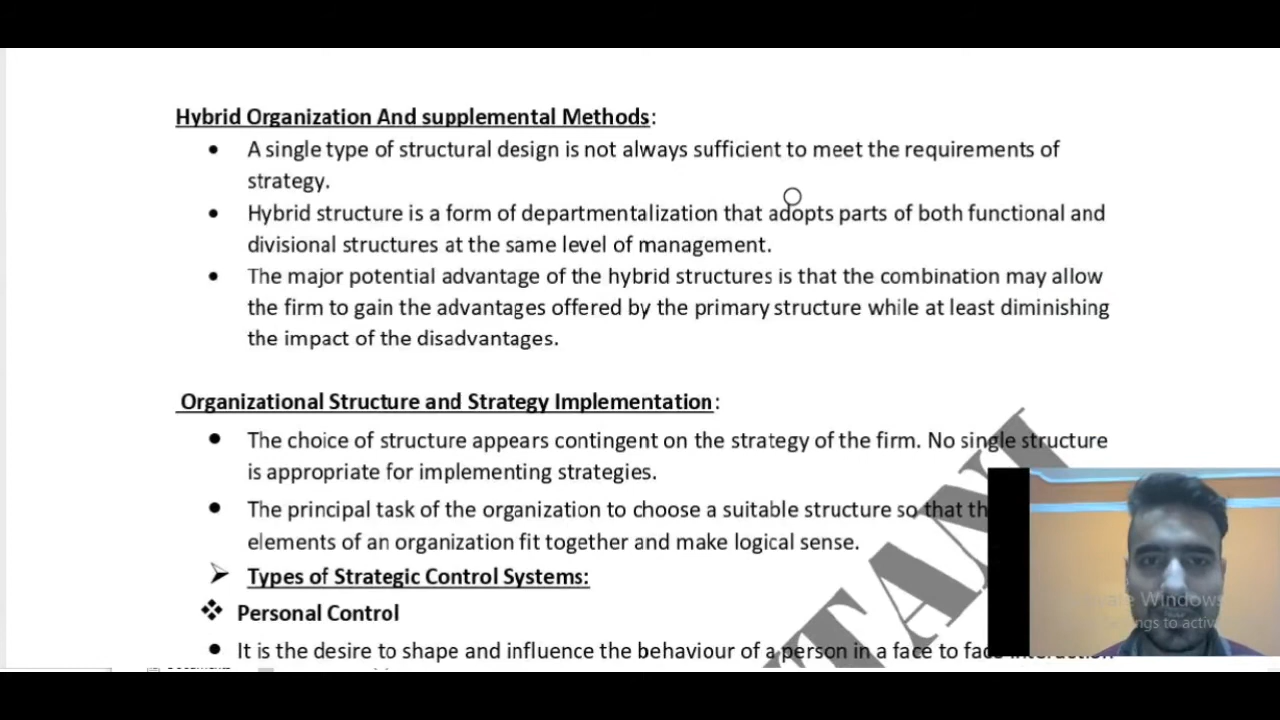 Hybrid Organization And supplemental Methods:
• A single type of structural design is not always sufficient to meet the requirements of
strategy.
• Hybrid structure is a form of departmentalization that adopts parts of both functional and
divisional structures at the same level of management.
• The major potential advantage of the hybrid structures is that the combination may allow
the firm to gain the advantages offered by the primary structure while at least diminishing
the impact of the disadvantages.
Organizational Structure and Strategy Implementation:
• The choice of structure appears contingent on the strategy of the firm. No single structure
is appropriate for implementing strategies.
• The principal task of the organization to choose a suitable structure so that
elements of an organization fit together and make logical sense.
➢ Types of Strategic Control Systems:
❖ Personal Control
• It is the desire to shape and influence the behaviour of a person in a face to face interaction
Windows